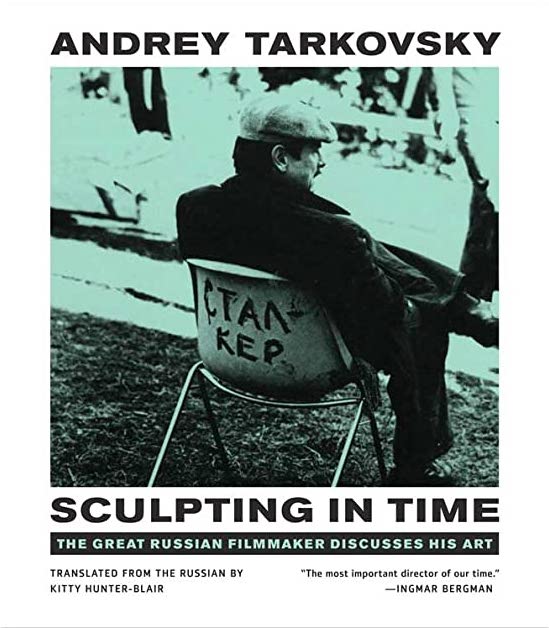 ANDREY TARKOVSKY
СТАЛ-
КЕР
SCULPTING IN TIME
THE GREAT RUSSIAN FILMMAKER DISCUSSES HIS ART
TRANSLATED FROM THE RUSSIAN BY
KITTY HUNTER-BLAIR
"The most important director of our time."
—INGMAR BERGMAN